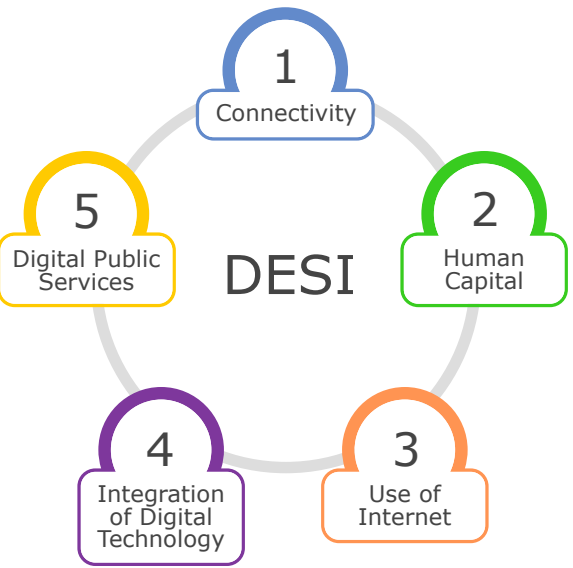 1
Connectivity
2
Human
Capital
3
Use of
Internet
4
Integration
of Digital
Technology
5
Digital Public
Services
DESI